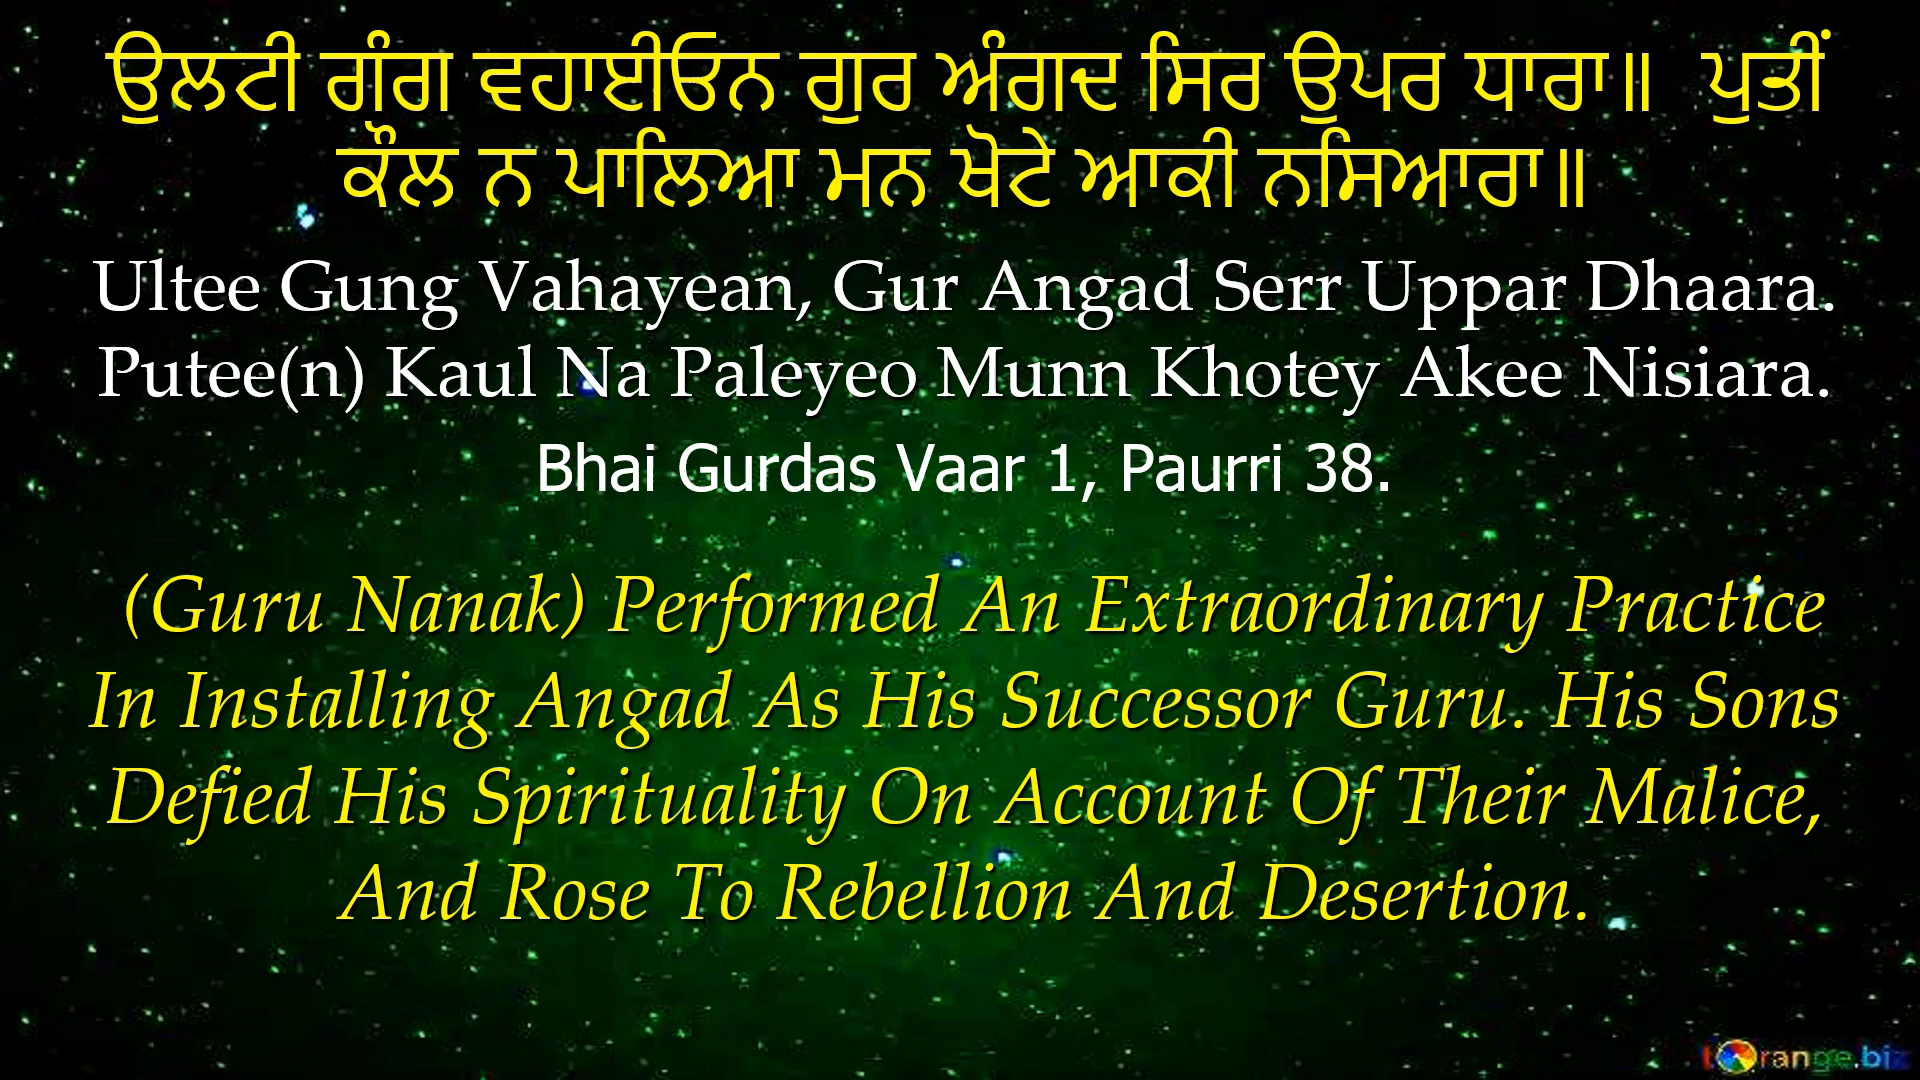 ਉਲਟੀ ਗੰਗ ਵਹਾਈਓਨ ਗੁਰ ਅੰਗਦ ਸਿਰ ਉਪਰ ਧਾਰਾ॥ ਪੁਤੀਂ
ਕੌਲ ਨ ਪਾਲਿਆ ਮਨ ਖੋਟੇ ਆਕੀ ਨਸਿਆਰਾ॥
Ultee Gung Vahayean, Gur Angad Serr Uppar Dhaara.
Putee(n) Kaul Na Paleyeo Munn Khotey Akee Nisiara.
Bhai Gurdas Vaar 1, Paurri 38.
(Guru Nanak) Performed An Extraordinary Practice
In Installing Angad As His Successor Guru. His Sons
Defied His Spirituality On Account Of Their Malice,
And Rose To Rebellion And Desertion.
tOrange.biz